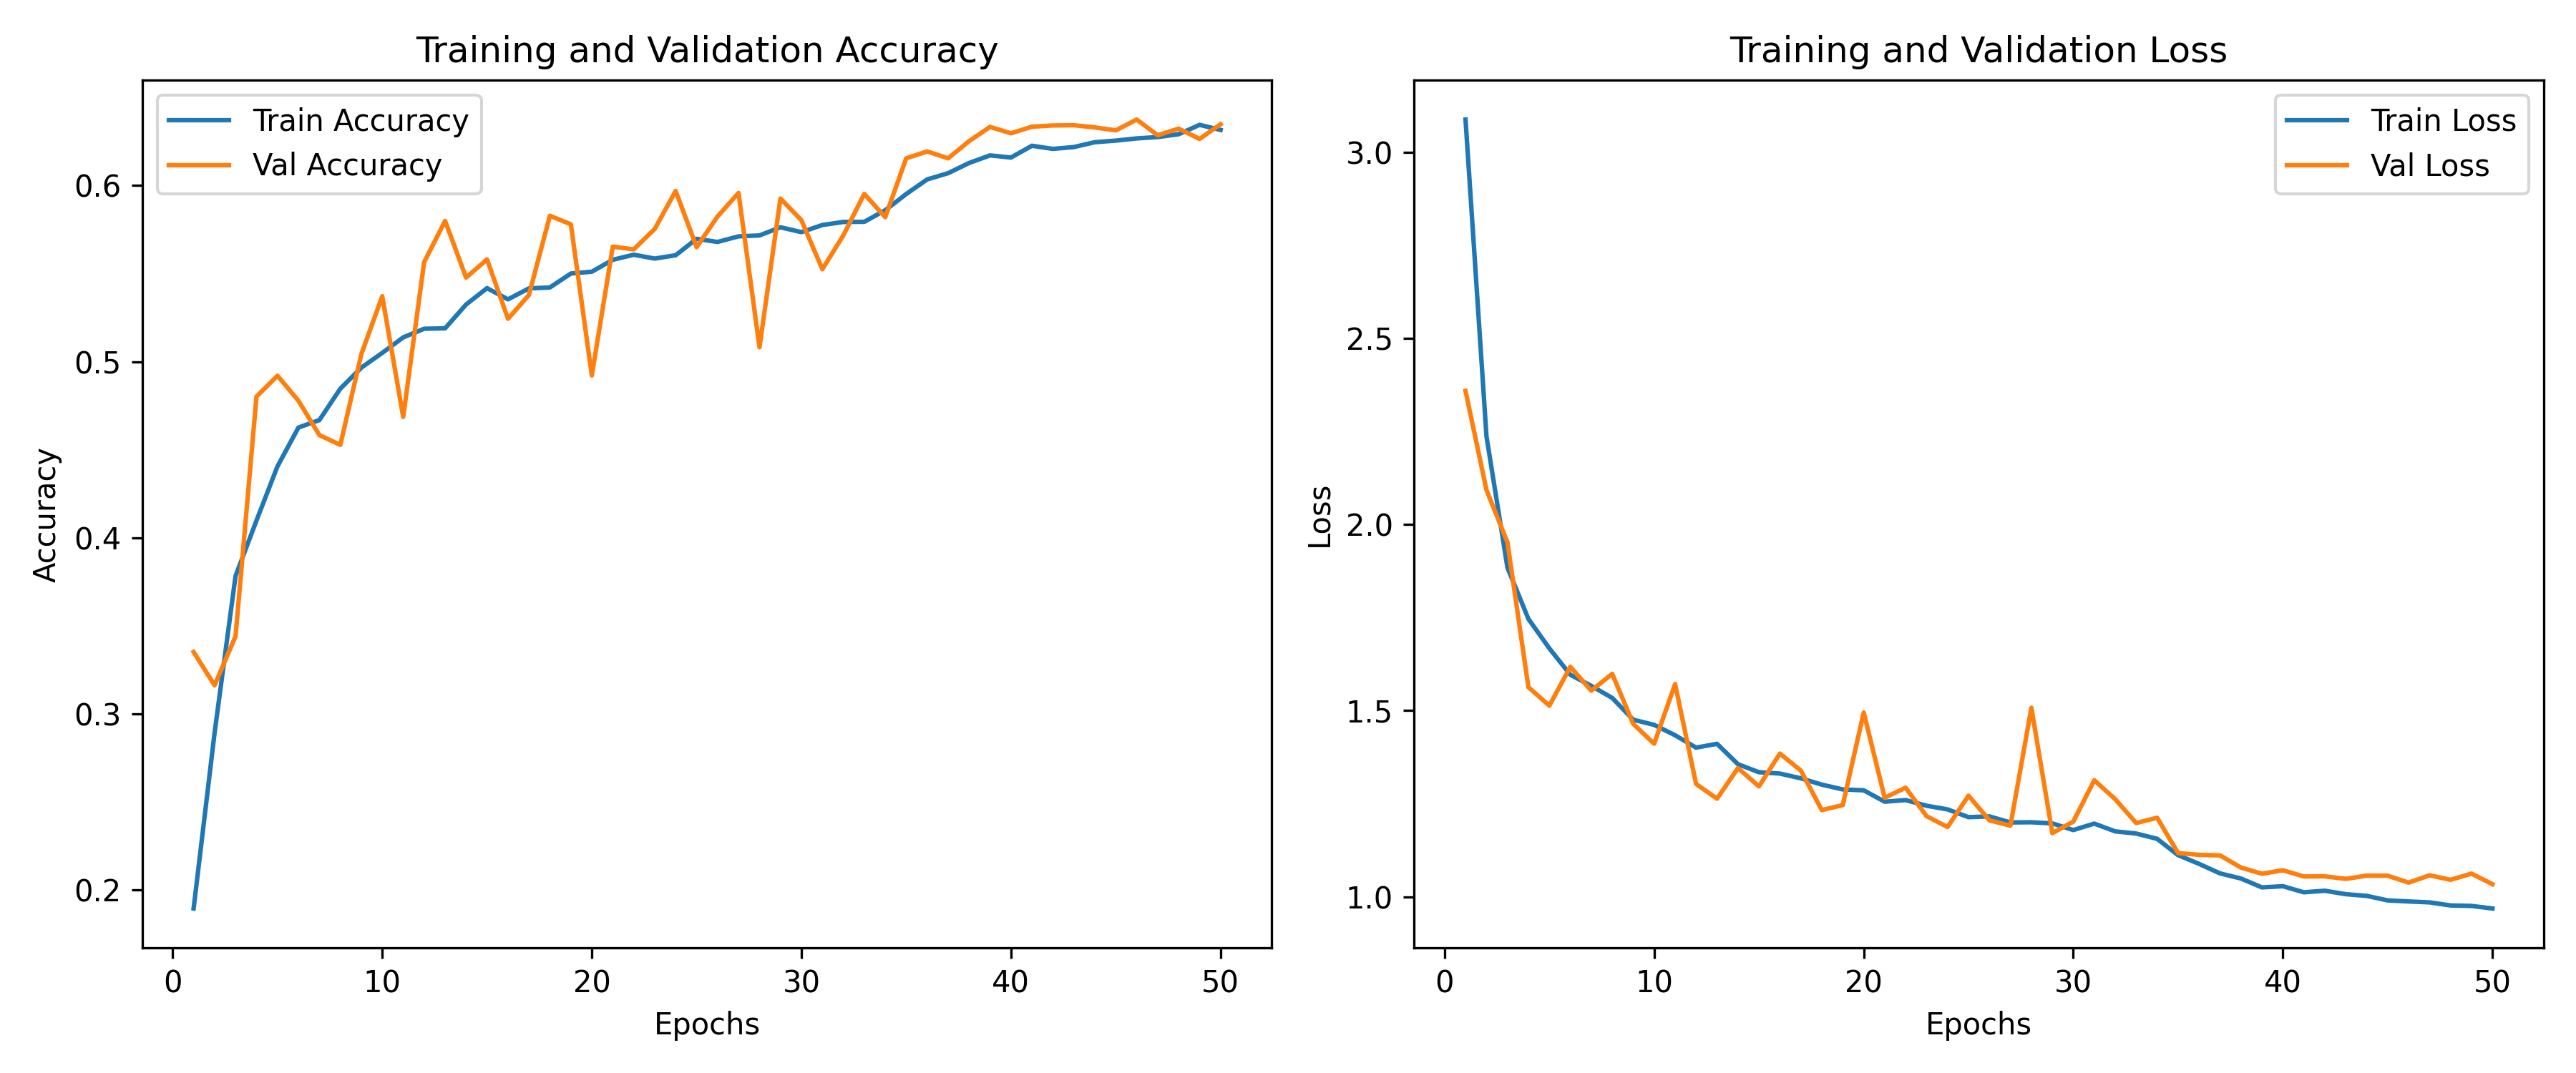 Training and Validation Accuracy
Train Accuracy
Val Accuracy
Accuracy
0.6
0.5
0.4
0.3
0.2
0
10
20
30
40
50
Epochs
Training and Validation Loss
Train Loss
Val Loss
Loss
3.0
2.5
2.0
1.5
1.0
0
10
20
30
40
50
Epochs